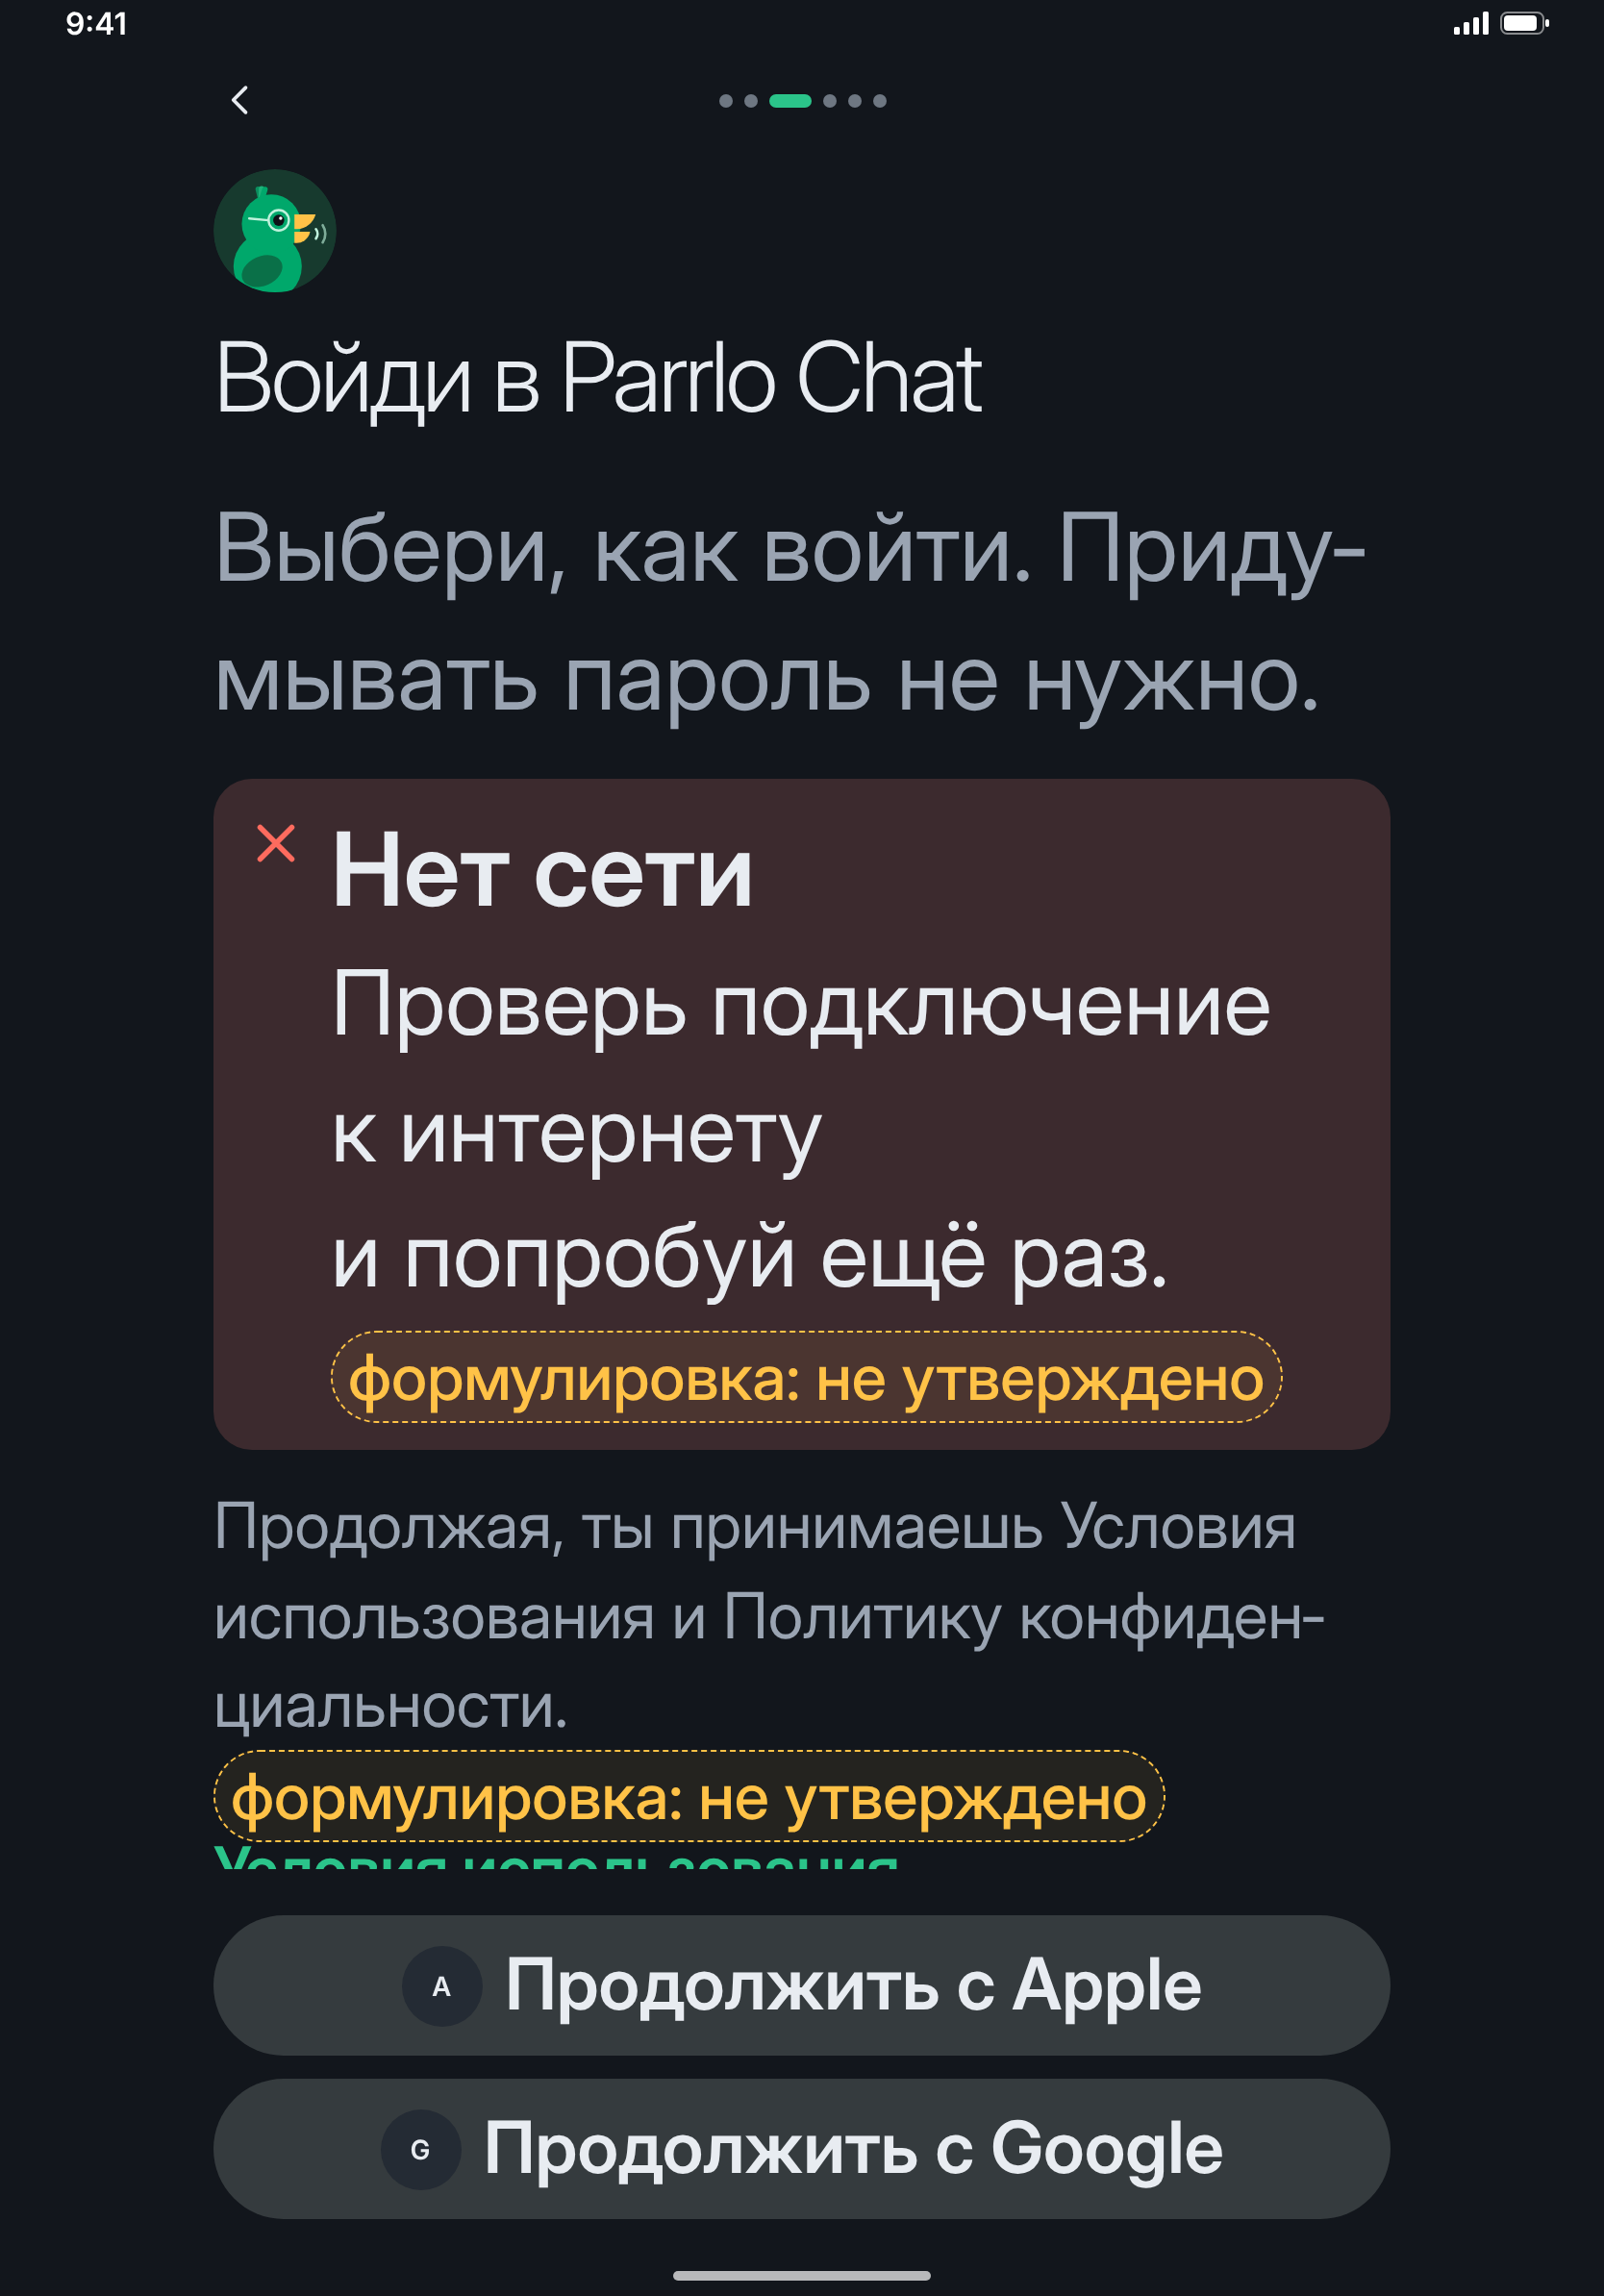 9:41
Войди в Parrlo Chat
Выбери, как войти. Приду-
мывать пароль не нужно.
Нет сети
Проверь подключение
к интернету
и попробуй ещё раз.
формулировка: не утверждено
Продолжая, ты принимаешь Условия
использования и Политику конфиден-
циальности.
формулировка: не утверждено
Условия использования
A Продолжить с Apple
G Продолжить с Google